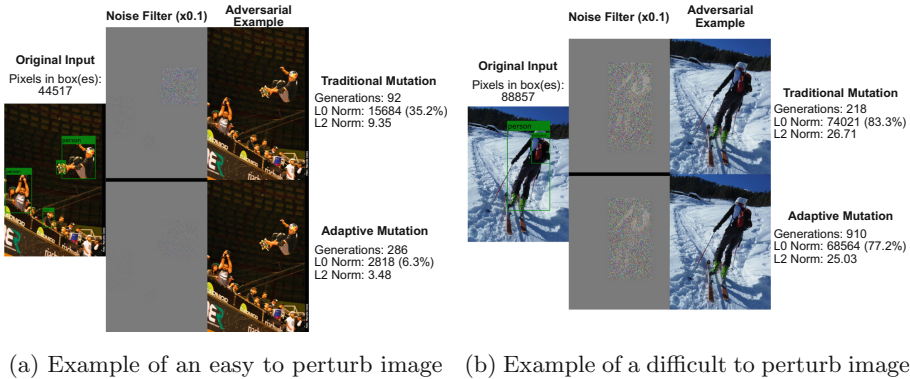 Noise Filter (x0.1)
Adversarial
Example
Original Input
Pixels in box(es):
44517
person
Traditional Mutation
Generations: 92
L0 Norm: 15684 (35.2%)
L2 Norm: 9.35
Adaptive Mutation
Generations: 286
L0 Norm: 2818 (6.3%)
L2 Norm: 3.48
(a) Example of an easy to perturb image
Noise Filter (x0.1)
Adversarial
Example
Original Input
Pixels in box(es):
88857
person
Traditional Mutation
Generations: 218
L0 Norm: 74021 (83.3%)
L2 Norm: 26.71
Adaptive Mutation
Generations: 910
L0 Norm: 68564 (77.2%)
L2 Norm: 25.03
(b) Example of a difficult to perturb image